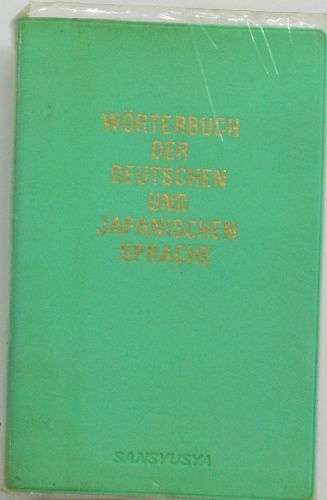 WÖRTERBUCH
DER
DEUTSCHEN
UND
JAPANISCHEN
SPRACHE
SANSYUSYA